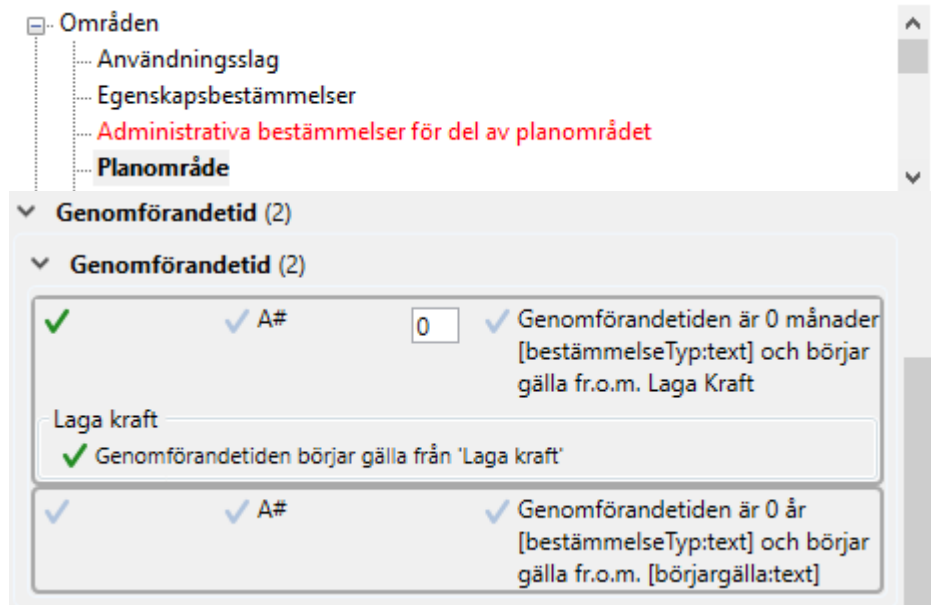 Områden
Användningsslag
Egenskapsbestämmelser
Administrativa bestämmelser för del av planområdet
Planområde
Genomförandetid (2)
Genomförandetid (2)
A# 0 Genomförandetiden är 0 månader
[bestämmelseTyp:text] och börjar
gälla fr.o.m. Laga Kraft
Laga kraft
Genomförandetiden börjar gälla från 'Laga kraft'
A# Genomförandetiden är 0 år
[bestämmelseTyp:text] och börjar
gälla fr.o.m. [börjargälla:text]